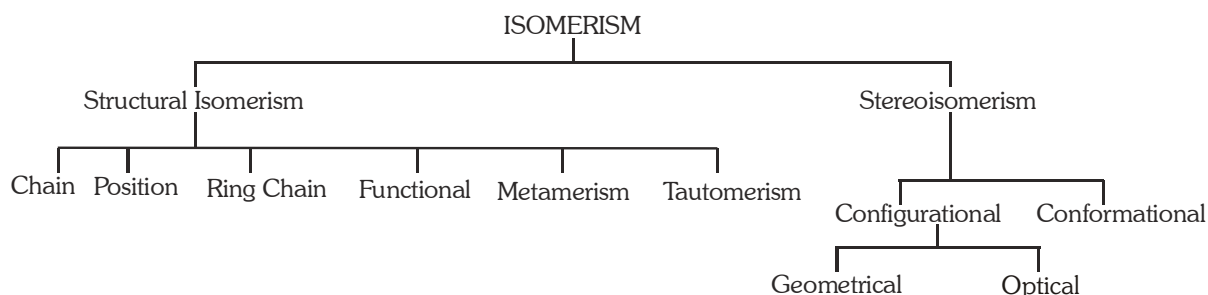 ISOMERISM
Structural Isomerism Stereoisomerism
Chain Position Ring Chain Functional Metamerism Tautomerism
Configurational Conformational
Geometrical Optical